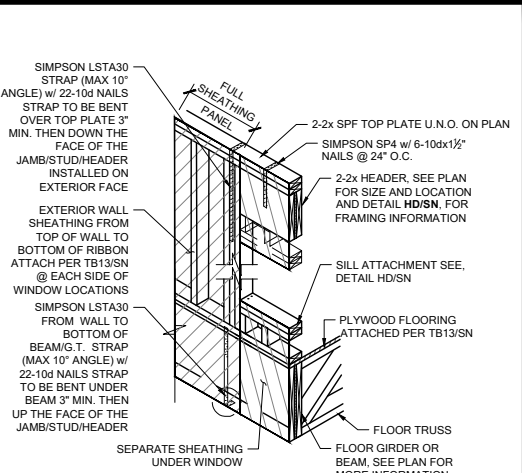 SIMPSON LSTA30
STRAP (MAX 10°
ANGLE) w/ 22-10d NAILS
STRAP TO BE BENT
OVER TOP PLATE 3"
MIN. THEN DOWN THE
FACE OF THE
JAMB/STUD/HEADER
INSTALLED ON
EXTERIOR FACE
EXTERIOR WALL
SHEATHING FROM
TOP OF WALL TO
BOTTOM OF RIBBON
ATTACH PER TB13/SN
@ EACH SIDE OF
WINDOW LOCATIONS
SIMPSON LSTA30
FROM WALL TO
BOTTOM OF
BEAM/G.T. STRAP
(MAX 10° ANGLE) w/
22-10d NAILS STRAP
TO BE BENT UNDER
BEAM 3" MIN. THEN
UP THE FACE OF THE
JAMB/STUD/HEADER
SEPARATE SHEATHING
UNDER WINDOW
FULL
SHEATHING
PANEL
2-2x SPF TOP PLATE U.N.O. ON PLAN
SIMPSON SP4 w/ 6-10dx1½"
NAILS @ 24" O.C.
2-2x HEADER, SEE PLAN
FOR SIZE AND LOCATION
AND DETAIL HD/SN, FOR
FRAMING INFORMATION
SILL ATTACHMENT SEE,
DETAIL HD/SN
PLYWOOD FLOORING
ATTACHED PER TB13/SN
FLOOR TRUSS
FLOOR GIRDER OR
BEAM, SEE PLAN FOR
MORE INFORMATION